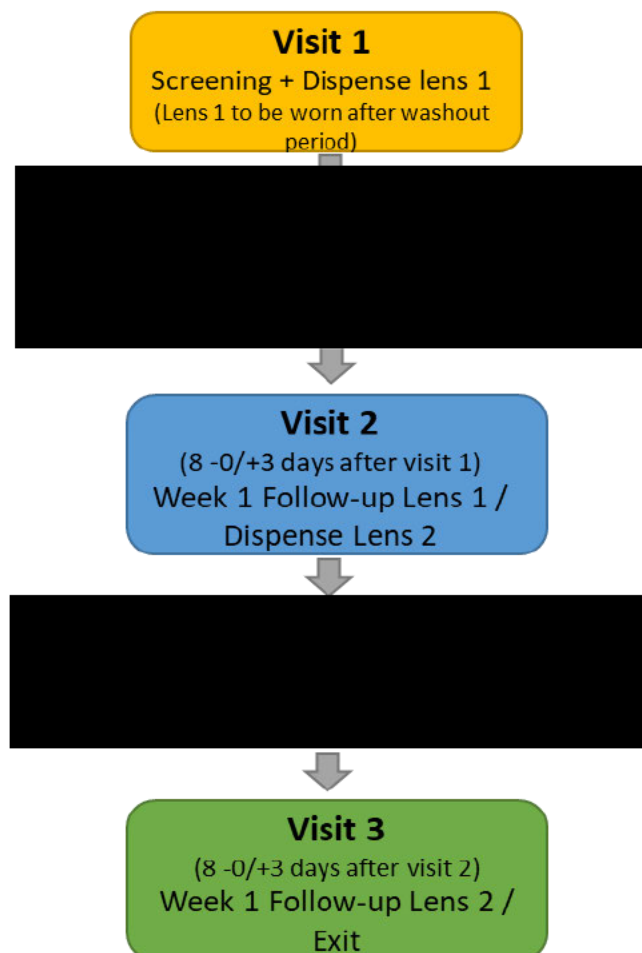 Visit 1
Screening + Dispense lens 1
(Lens 1 to be worn after washout
period)
Visit 2
(8 -0/+3 days after visit 1)
Week 1 Follow-up Lens 1 /
Dispense Lens 2
Visit 3
(8 -0/+3 days after visit 2)
Week 1 Follow-up Lens 2 /
Exit